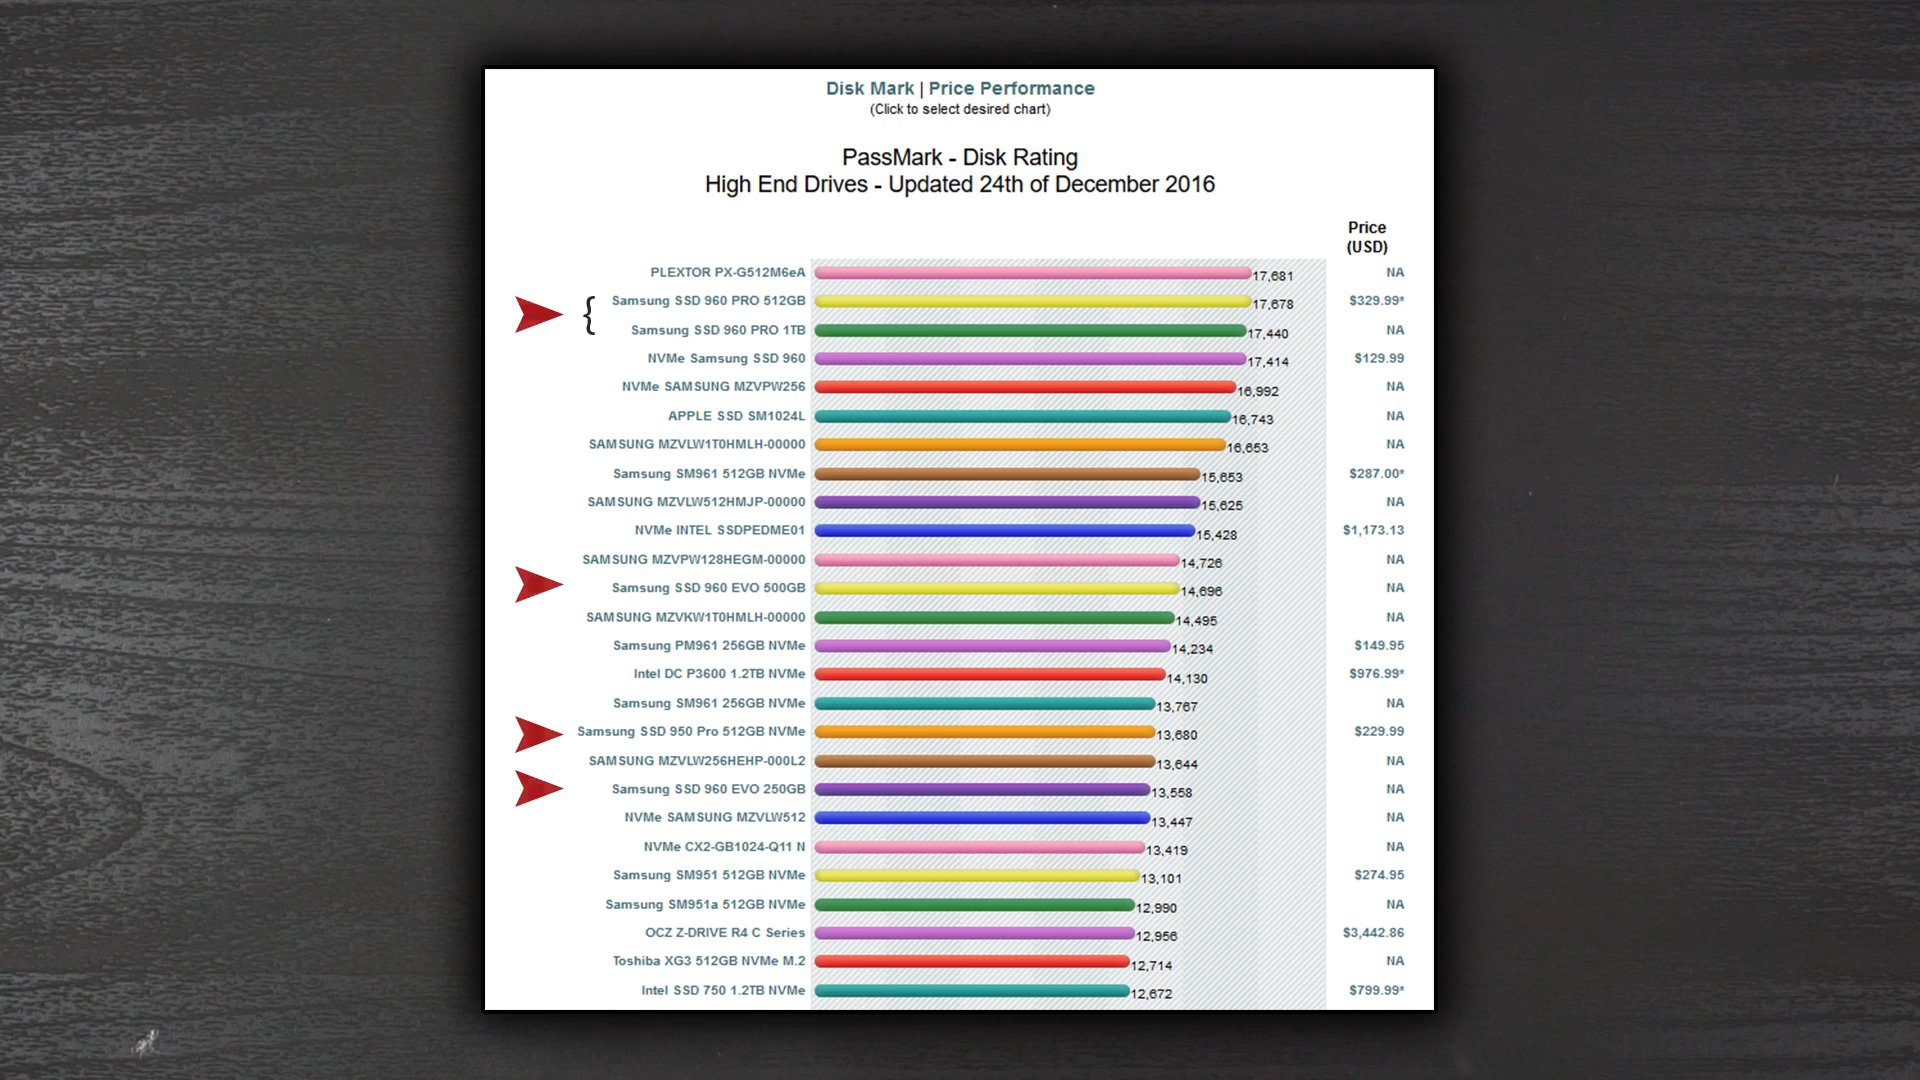 Disk Mark | Price Performance
(Click to select desired chart)
PassMark - Disk Rating
High End Drives - Updated 24th of December 2016
Price
(USD)
PLEXTOR PX-G512M6eA 17,681 NA
{ Samsung SSD 960 PRO 512GB 17,678 $329.99*
Samsung SSD 960 PRO 1TB 17,440 NA
NVMe Samsung SSD 960 17,414 $129.99
NVMe SAMSUNG MZVPW256 16,992 NA
APPLE SSD SM1024L 16,743 NA
SAMSUNG MZVLW1T0HMLH-00000 16,653 NA
Samsung SM961 512GB NVMe 15,653 $287.00*
SAMSUNG MZVLW512HMJP-00000 15,625 NA
NVMe INTEL SSDPEDME01 15,428 $1,173.13
SAMSUNG MZVPW128HEGM-00000 14,726 NA
Samsung SSD 960 EVO 500GB 14,696 NA
SAMSUNG MZVKW1T0HMLH-00000 14,495 NA
Samsung PM961 256GB NVMe 14,234 $149.95
Intel DC P3600 1.2TB NVMe 14,130 $976.99*
Samsung SM961 256GB NVMe 13,767 NA
Samsung SSD 950 Pro 512GB NVMe 13,680 $229.99
SAMSUNG MZVLW256HEHP-000L2 13,644 NA
Samsung SSD 960 EVO 250GB 13,558 NA
NVMe SAMSUNG MZVLW512 13,447 NA
NVMe CX2-GB1024-Q11 N 13,419 NA
Samsung SM951 512GB NVMe 13,101 $274.95
Samsung SM951a 512GB NVMe 12,990 NA
OCZ Z-DRIVE R4 C Series 12,956 $3,442.86
Toshiba XG3 512GB NVMe M.2 12,714 NA
Intel SSD 750 1.2TB NVMe 12,672 $799.99*